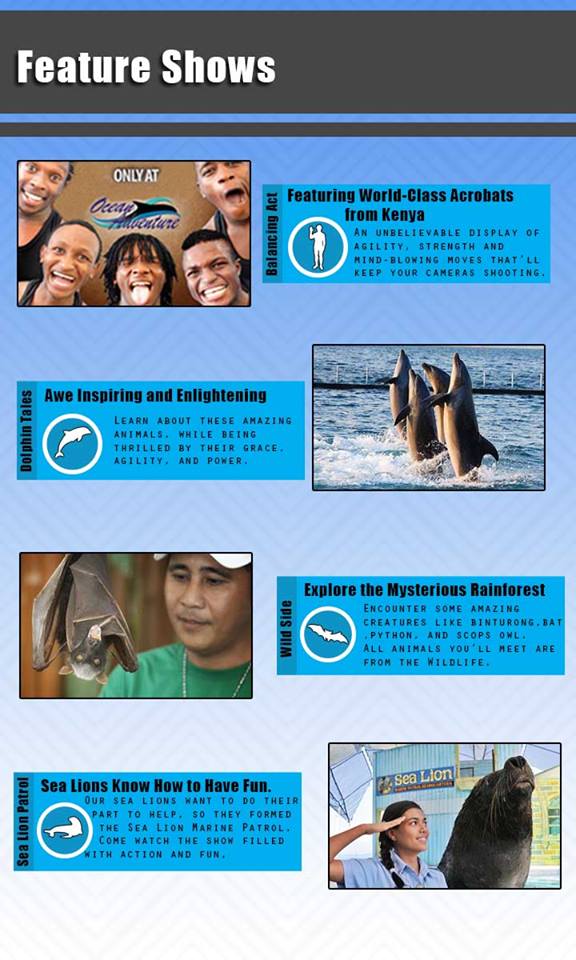 Feature Shows
ONLY AT
Ocean
Adventure
Balancing Act
Featuring World-Class Acrobats
from Kenya
An unbelievable display of
agility, strength and
mind-blowing moves that'll
keep your cameras shooting.
Dolphin Tales
Awe Inspiring and Enlightening
Learn about these amazing
animals, while being
thrilled by their grace,
agility, and power.
Wild Side
Explore the Mysterious Rainforest
Encounter some amazing
creatures like binturong,bat
,python, and scops owl.
All animals you'll meet are
from the Wildlife.
Sea Lion Patrol
Sea Lions Know How to Have Fun.
Our sea lions want to do their
part to help, so they formed
the Sea Lion Marine Patrol.
Come watch the show filled
with action and fun.
Sea Lion